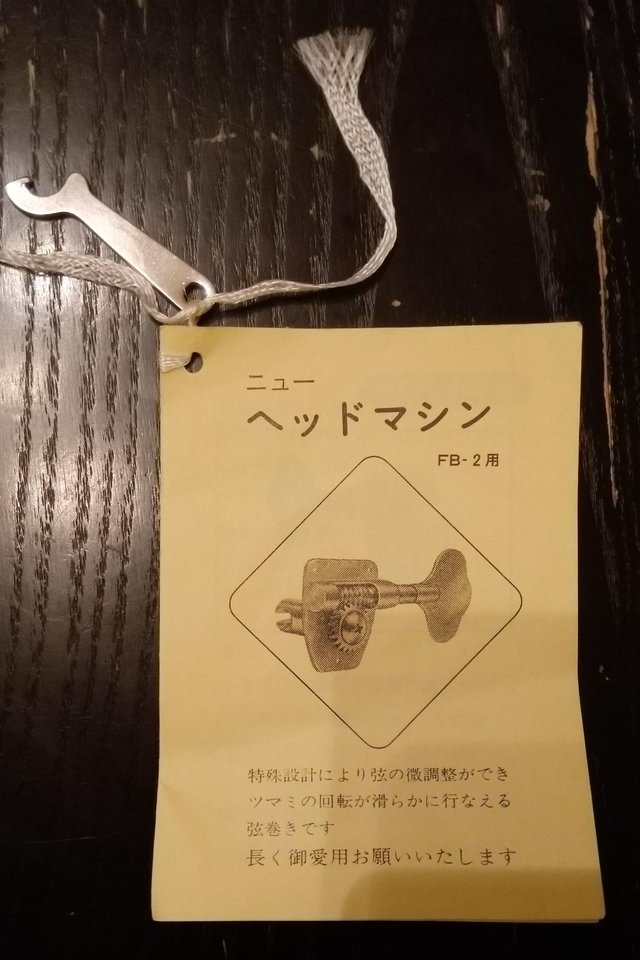 ニュー
ヘッドマシン
FB-2用
特殊設計により弦の微調整ができ
ツマミの回転が滑らかに行なえる
弦巻きです
長く御愛用お願いいたします